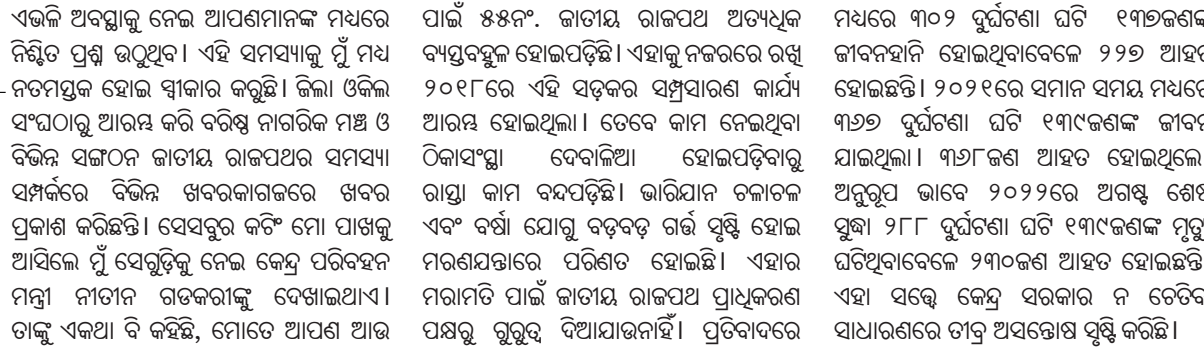 ଏଭଳି ଅବସ୍ଥାକୁ ନେଇ ଆପଣମାନଙ୍କ ମଧ୍ୟରେ
ନିଶ୍ଚିତ ପ୍ରଶ୍ନ ଉଠୁଥିବ। ଏହି ସମସ୍ୟାକୁ ମୁଁ ମଧ୍ୟ
ନତମସ୍ତକ ହୋଇ ସ୍ୱୀକାର କରୁଛି। ଜିଲା ଓକିଲ
ସଂଘଠାରୁ ଆରମ୍ଭ କରି ବରିଷ୍ଠ ନାଗରିକ ମଞ୍ଚ ଓ
ବିଭିନ୍ନ ସଙ୍ଗଠନ ଜାତୀୟ ରାଜପଥର ସମସ୍ୟା
ସମ୍ପର୍କରେ ବିଭିନ୍ନ ଖବରକାଗଜରେ ଖବର
ପ୍ରକାଶ କରିଛନ୍ତି। ସେସବୁର କଟିଂ ମୋ ପାଖକୁ
ଆସିଲେ ମୁଁ ସେଗୁଡ଼ିକୁ ନେଇ କେନ୍ଦ୍ର ପରିବହନ
ମନ୍ତ୍ରୀ ନୀତୀନ ଗଡକରୀଙ୍କୁ ଦେଖାଇଥାଏ।
ତାଙ୍କୁ ଏକଥା ବି କହିଛି, ମୋତେ ଆପଣ ଆଉ
ପାଇଁ ୫୫ନଂ. ଜାତୀୟ ରାଜପଥ ଅତ୍ୟଧିକ
ବ୍ୟସ୍ତବହୁଳ ହୋଇପଡ଼ିଛି। ଏହାକୁ ନଜରରେ ରଖି
୨୦୧୮ରେ ଏହି ସଡ଼କର ସମ୍ପ୍ରସାରଣ କାର୍ଯ୍ୟ
ଆରମ୍ଭ ହୋଇଥିଲା। ତେବେ କାମ ନେଇଥିବା
ଠିକାସଂସ୍ଥା ଦେବାଳିଆ ହୋଇପଡ଼ିବାରୁ
ରାସ୍ତା କାମ ବନ୍ଦପଡ଼ିଛି। ଭାରିଯାନ ଚଳାଚଳ
ଏବଂ ବର୍ଷା ଯୋଗୁ ବଡ଼ବଡ଼ ଗର୍ତ୍ତ ସୃଷ୍ଟି ହୋଇ
ମରଣଯନ୍ତାରେ ପରିଣତ ହୋଇଛି। ଏହାର
ମରାମତି ପାଇଁ ଜାତୀୟ ରାଜପଥ ପ୍ରାଧିକରଣ
ପକ୍ଷରୁ ଗୁରୁତ୍ୱ ଦିଆଯାଉନାହିଁ। ପ୍ରତିବାଦରେ
ମଧ୍ୟରେ ୩୦୨ ଦୁର୍ଘଟଣା ଘଟି ୧୩୭ଜଣଙ୍କ
ଜୀବନହାନି ହୋଇଥିବାବେଳେ ୨୨୭ ଆହତ
ହୋଇଛନ୍ତି। ୨୦୨୧ରେ ସମାନ ସମୟ ମଧ୍ୟରେ
୩୬୭ ଦୁର୍ଘଟଣା ଘଟି ୧୩୯ଜଣଙ୍କ ଜୀବନ
ଯାଇଥିଲା। ୩୬୮ଜଣ ଆହତ ହୋଇଥିଲେ
ଅନୁରୂପ ଭାବେ ୨୦୨୨ରେ ଅଗଷ୍ଟ ଶେଷ
ସୁଦ୍ଧା ୨୮୮ ଦୁର୍ଘଟଣା ଘଟି ୧୩୯ଜଣଙ୍କ ମୃତ୍ୟୁ
ଘଟିଥିବାବେଳେ ୨୩୦ଜଣ ଆହତ ହୋଇଛନ୍ତି
ଏହା ସତ୍ତ୍ୱେ କେନ୍ଦ୍ର ସରକାର ନ ଚେତିବା
ସାଧାରଣରେ ତୀବ୍ର ଅସନ୍ତୋଷ ସୃଷ୍ଟି କରିଛି।